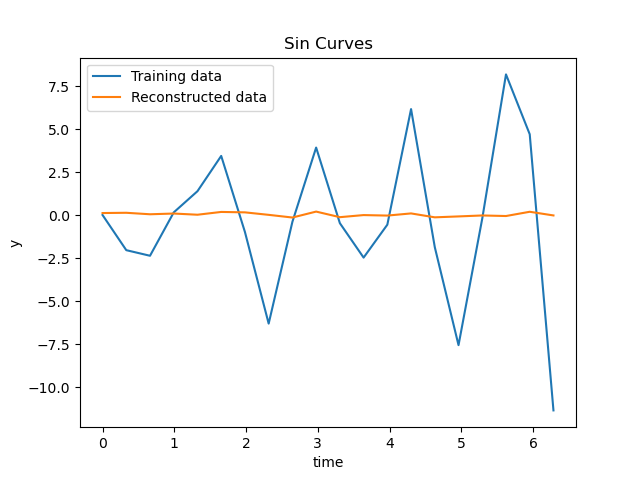 Sin Curves
Training data
Reconstructed data
7.5
5.0
2.5
0.0
−2.5
−5.0
−7.5
−10.0
y
0 1 2 3 4 5 6
time